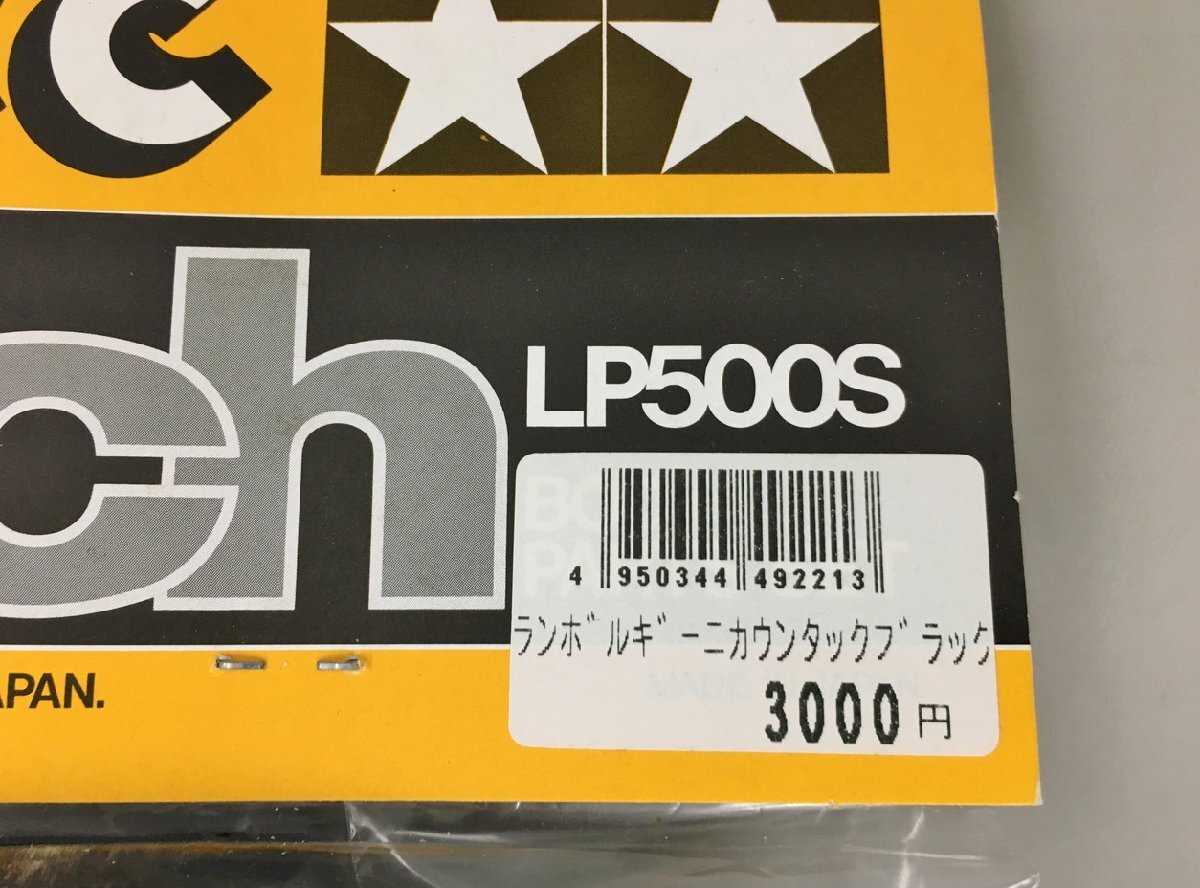 C
ch LP500S
4 950344 492213
ランボルギーニカウンタックブラック
3000円
APAN.